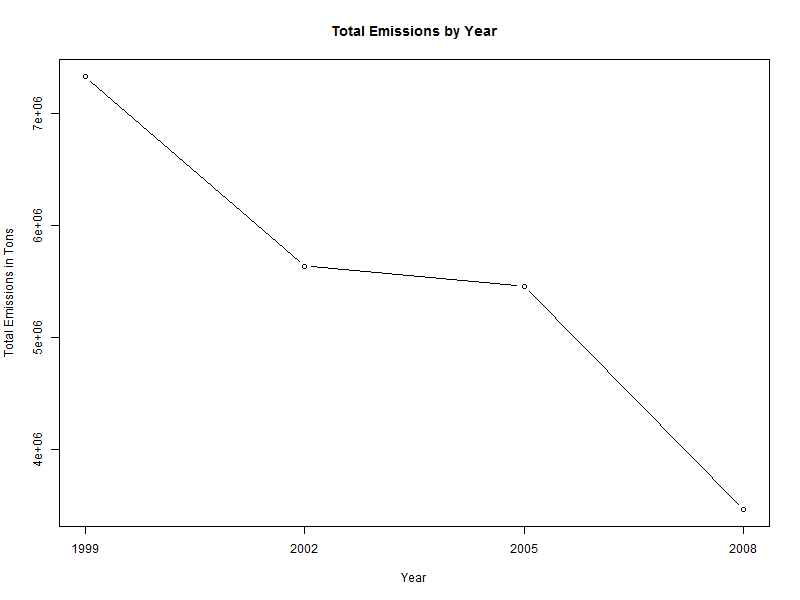 Total Emissions by Year
Total Emissions in Tons
7e+06
6e+06
5e+06
4e+06
1999 2002 2005 2008
Year